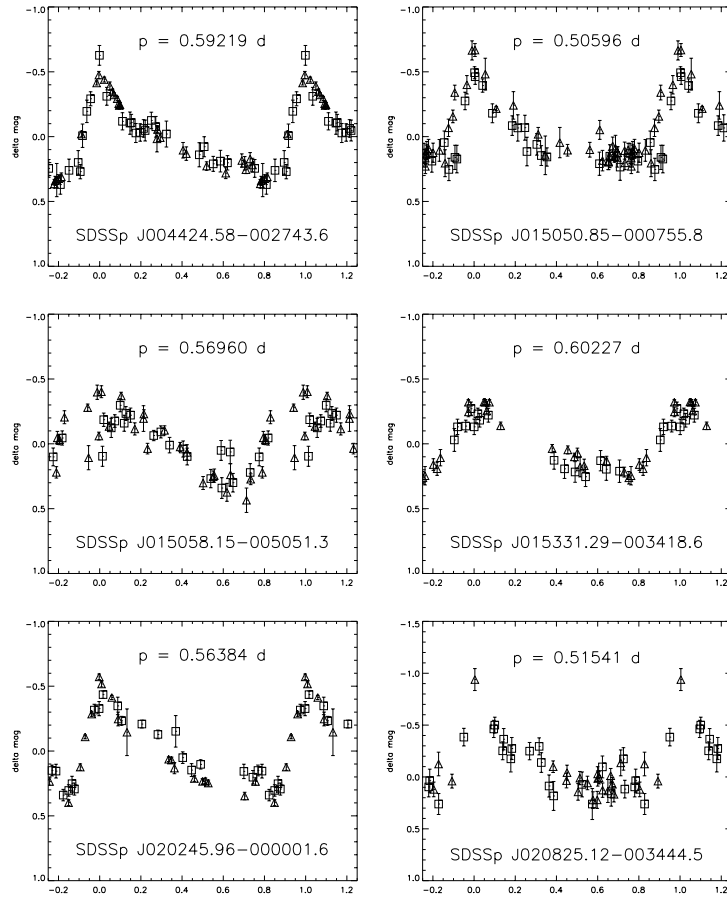 p = 0.59219 d
p = 0.50596 d
-1.0
-0.5
0.0
0.5
1.0
delta mag
-1.0
-0.5
0.0
0.5
1.0
delta mag
SDSSp J004424.58-002743.6
SDSSp J015050.85-000755.8
-0.2 0.0 0.2 0.4 0.6 0.8 1.0 1.2
-0.2 0.0 0.2 0.4 0.6 0.8 1.0 1.2
p = 0.56960 d
p = 0.60227 d
-1.0
-0.5
0.0
0.5
1.0
delta mag
-1.0
-0.5
0.0
0.5
1.0
delta mag
SDSSp J015058.15-005051.3
SDSSp J015331.29-003418.6
-0.2 0.0 0.2 0.4 0.6 0.8 1.0 1.2
-0.2 0.0 0.2 0.4 0.6 0.8 1.0 1.2
p = 0.56384 d
p = 0.51541 d
-1.0
-0.5
0.0
0.5
1.0
delta mag
-1.5
-1.0
-0.5
0.0
0.5
1.0
delta mag
SDSSp J020245.96-000001.6
SDSSp J020825.12-003444.5
-0.2 0.0 0.2 0.4 0.6 0.8 1.0 1.2
-0.2 0.0 0.2 0.4 0.6 0.8 1.0 1.2